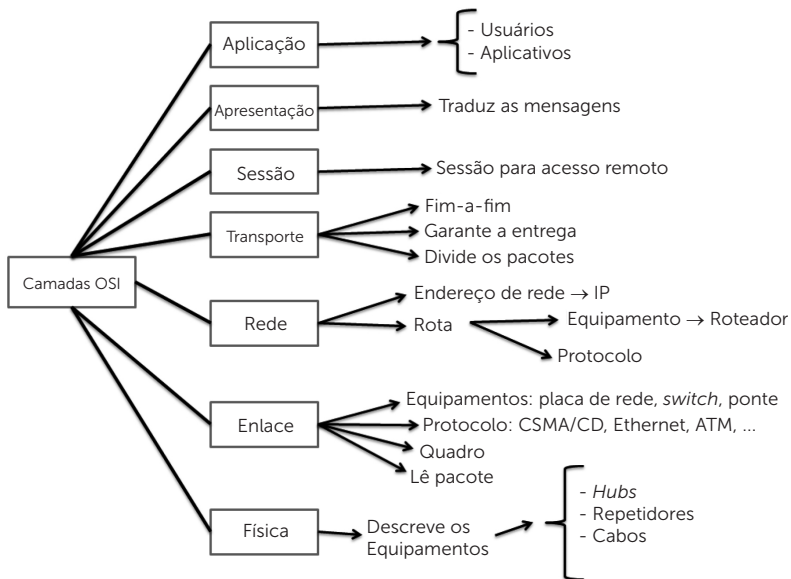 Aplicação
- Usuários
- Aplicativos
Apresentação
Traduz as mensagens
Sessão
Sessão para acesso remoto
Transporte
Fim-a-fim
Garante a entrega
Divide os pacotes
Camadas OSI
Rede
Endereço de rede → IP
Rota
Equipamento → Roteador
Protocolo
Enlace
Equipamentos: placa de rede, switch, ponte
Protocolo: CSMA/CD, Ethernet, ATM, ...
Quadro
Lê pacote
Física
Descreve os
Equipamentos
- Hubs
- Repetidores
- Cabos